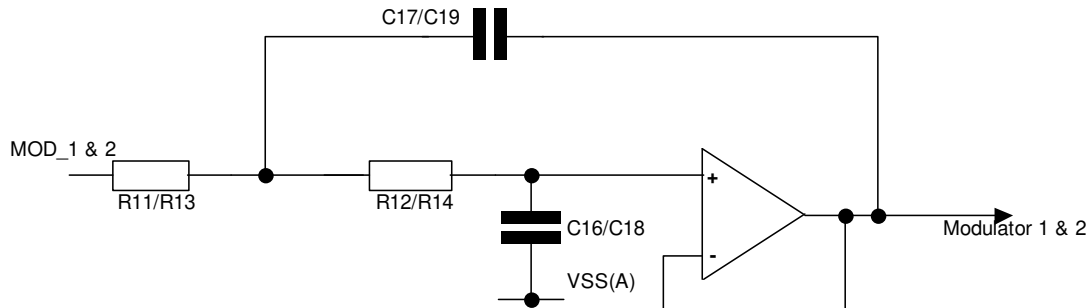 C17/C19
MOD_1 & 2
R11/R13
R12/R14
+
C16/C18
-
Modulator 1 & 2
VSS(A)